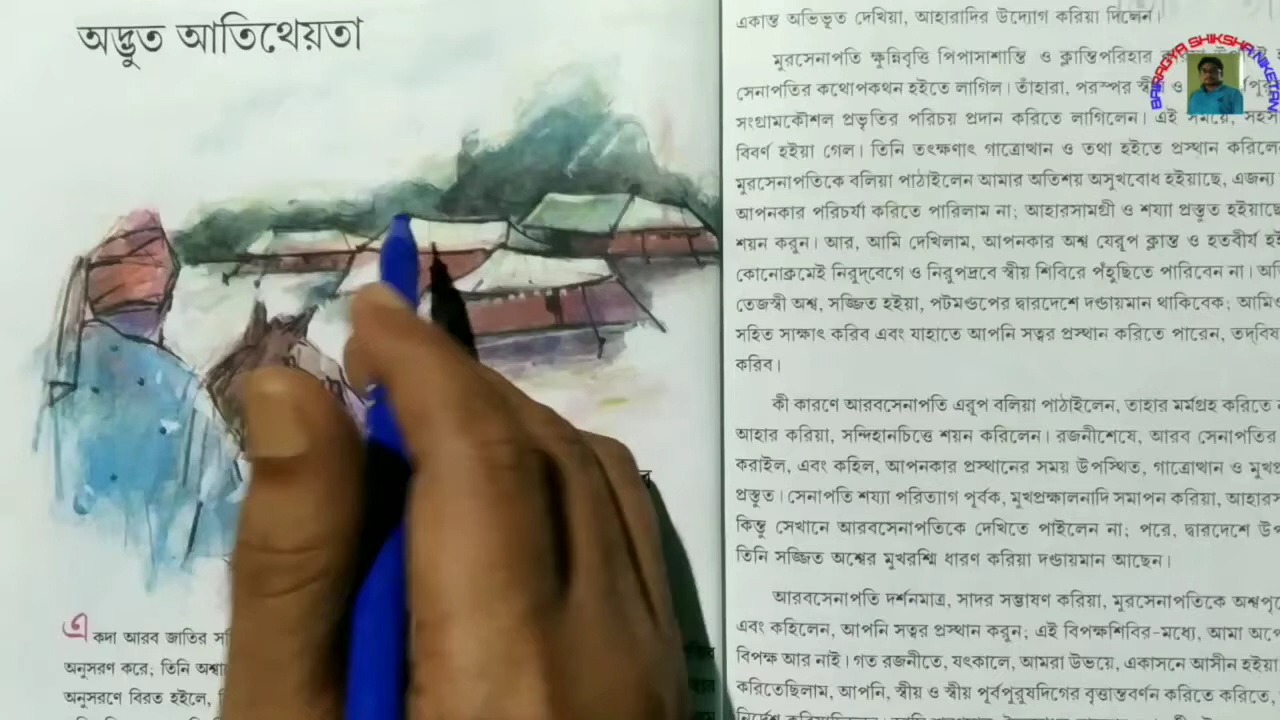 অদ্ভুত আতিথেয়তা
একদা আরব জাতির
অনুসরণ করে; তিনি
অনুসরণে বিরত হইলে,
একান্ত অভিভূত দেখিয়া, আহারাদির উদ্যোগ করিয়া দিলেন।
মুরসেনাপতি ক্ষুন্নিবৃত্তি পিপাসাশান্তি ও ক্লান্তিপরিহার
সেনাপতির কথোপকথন হইতে লাগিল। তাঁহারা, পরস্পর
সংগ্রামকৌশল প্রভৃতির পরিচয় প্রদান করিতে লাগিলেন। এই সময়ে,
বিবর্ণ হইয়া গেল। তিনি তৎক্ষণাৎ গাত্রোত্থান ও তথা হইতে প্রস্থান
মুরসেনাপতিকে বলিয়া পাঠাইলেন আমার অতিশয় অসুখবোধ হইয়াছে, এজন্য
আপনকার পরিচর্যা করিতে পারিলাম না; আহারসামগ্রী ও শয্যা প্রস্তুত
শয়ন করুন। আর, আমি দেখিলাম, আপনকার অশ্ব যেরূপ ক্লান্ত ও হতবীর্য
কোনোক্রমেই নিরুদ্‌বেগে ও নিরুপদ্রবে স্বীয় শিবিরে পঁহুছিতে পারিবেন না।
তেজস্বী অশ্ব, সজ্জিত হইয়া, পটমণ্ডপের দ্বারদেশে দণ্ডায়মান থাকিবেক;
সহিত সাক্ষাৎ করিব এবং যাহাতে আপনি সত্বর প্রস্থান করিতে পারেন,
করিব।
কী কারণে আরবসেনাপতি এরূপ বলিয়া পাঠাইলেন, তাহার মর্মগ্রহ করিতে
আহার করিয়া, সন্দিহানচিত্তে শয়ন করিলেন। রজনীশেষে, আরব সেনাপতির
করাইল, এবং কহিল, আপনকার প্রস্থানের সময় উপস্থিত, গাত্রোত্থান ও
প্রস্তুত। সেনাপতি শয্যা পরিত্যাগ পূর্বক, মুখপ্রক্ষালনাদি সমাপন করিয়া,
কিন্তু সেখানে আরবসেনাপতিকে দেখিতে পাইলেন না; পরে, দ্বারদেশে
তিনি সজ্জিত অশ্বের মুখরশ্মি ধারণ করিয়া দণ্ডায়মান আছেন।
আরবসেনাপতি দর্শনমাত্র, সাদর সম্ভাষণ করিয়া, মুরসেনাপতিকে
এবং কহিলেন, আপনি সত্বর প্রস্থান করুন; এই বিপক্ষশিবির-মধ্যে, আমা
বিপক্ষ আর নাই। গত রজনীতে, যৎকালে, আমরা উভয়ে, একাসনে আসীন হইয়া
করিতেছিলাম, আপনি, স্বীয় ও স্বীয় পূর্বপুরুষদিগের বৃত্তান্তবর্ণন করিতে করিতে,
BAIRAGYA SHIKSHA NIKETAN